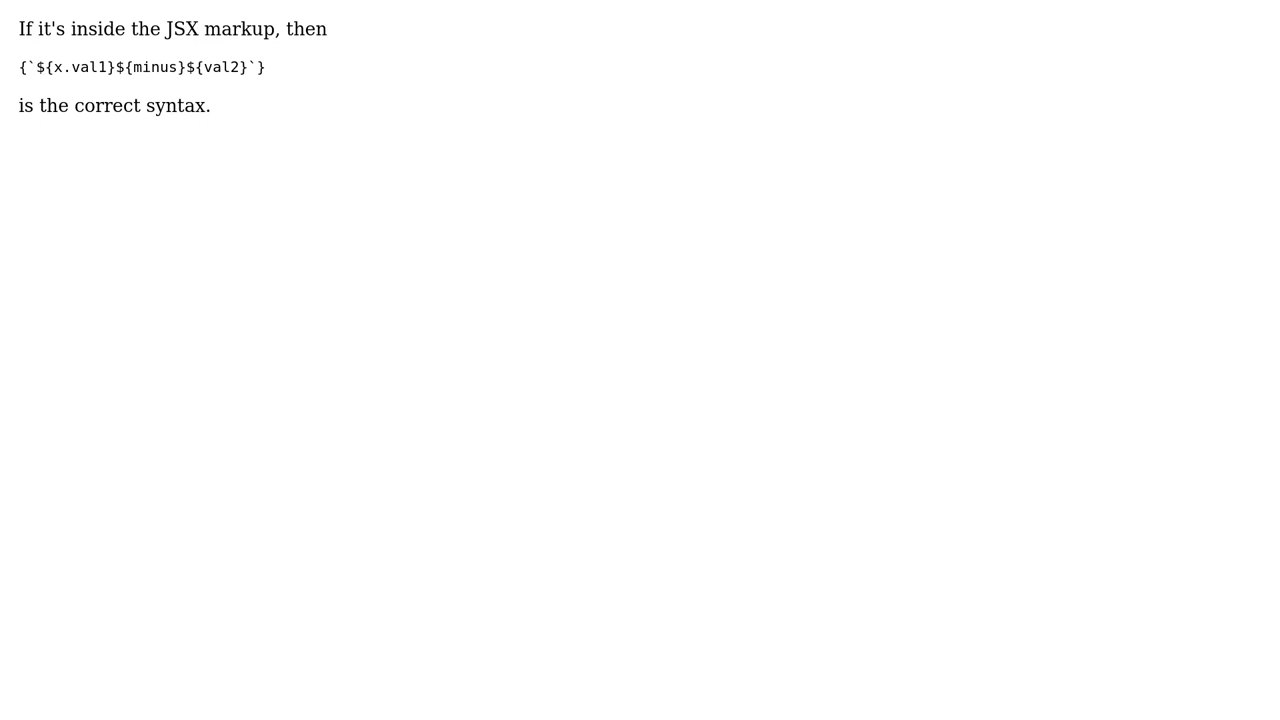 If it's inside the JSX markup, then
{`${x.val1}${minus}${val2}`}
is the correct syntax.